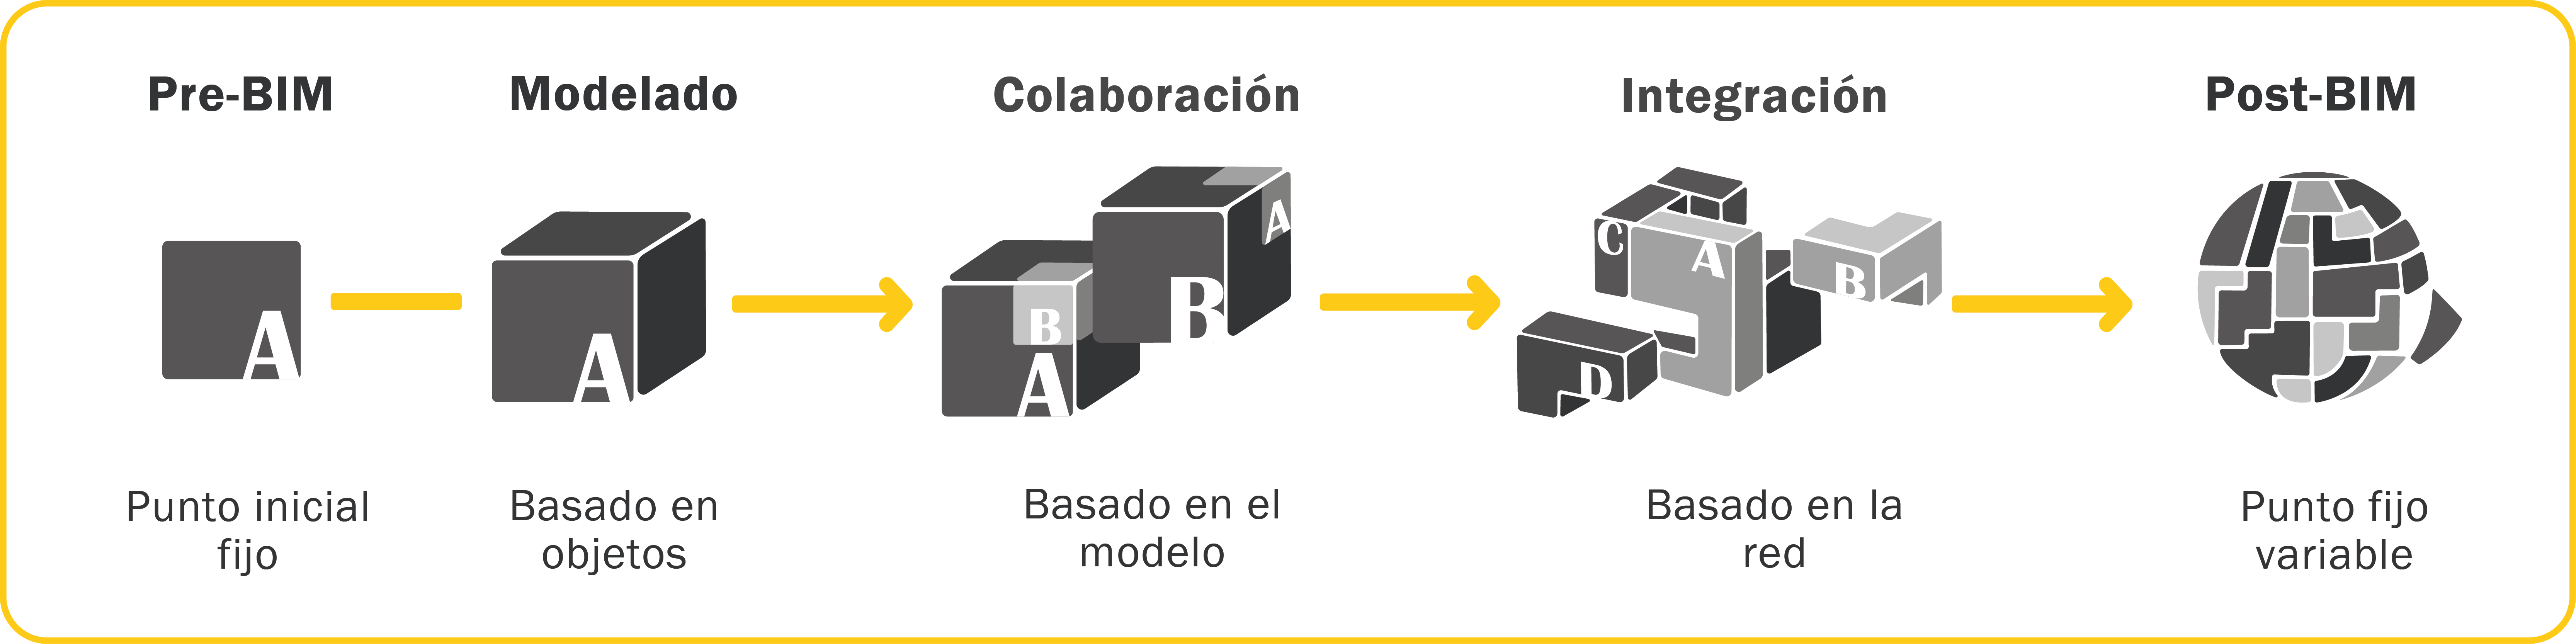 Pre-BIM
Modelado
Colaboración
Integración
Post-BIM
A
A
B
A
B
A
C
A
B
D
Punto inicial
fijo
Basado en
objetos
Basado en el
modelo
Basado en la
red
Punto fijo
variable